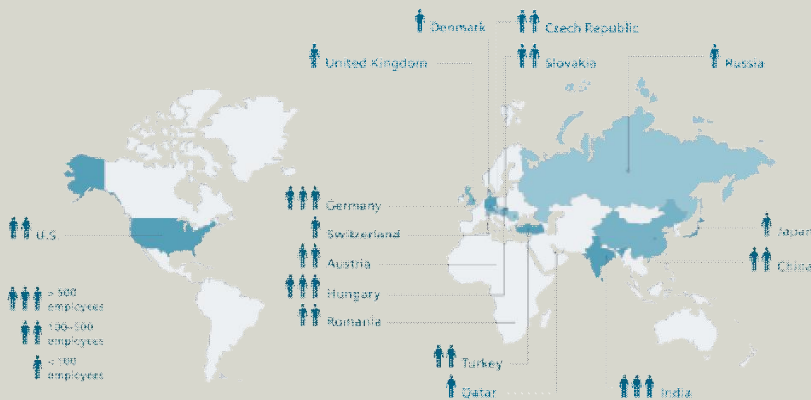 Denmark
Czech Republic
United Kingdom
Slovakia
Russia
Germany
U.S.
Switzerland
Japan
Austria
China
> 500
employees
Hungary
100–500
employees
Romania
< 100
employees
Turkey
Qatar
India